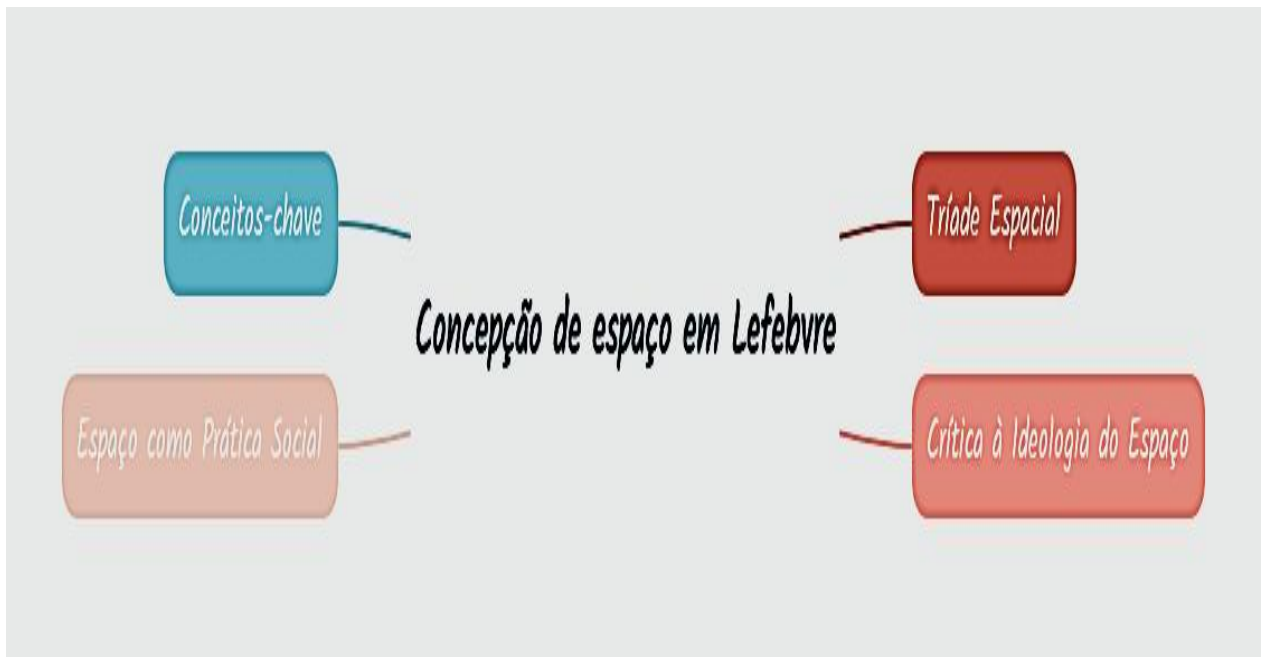 Conceitos-chave
Tríade Espacial
Concepção de espaço em Lefebvre
Espaço como Prática Social
Crítica à Ideologia do Espaço